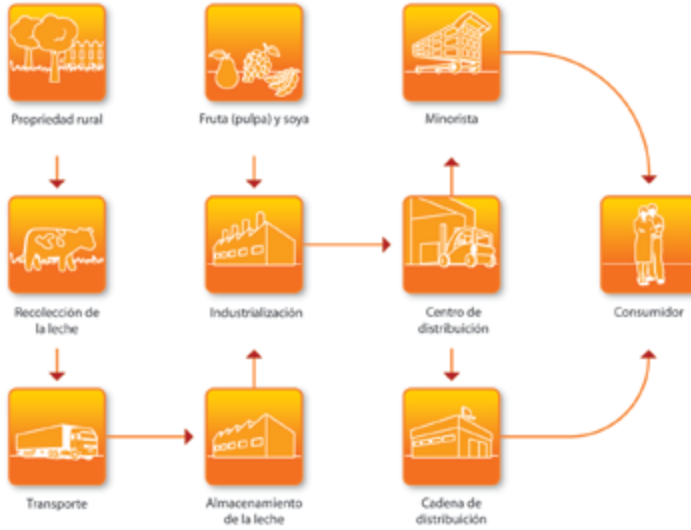 Propriedad rural
Fruta (pulpa) y soya
Minorista
Recolección de
la leche
Industrialización
Centro de
distribuición
Consumidor
Transporte
Almacenamiento
de la leche
Cadena de
distribuición